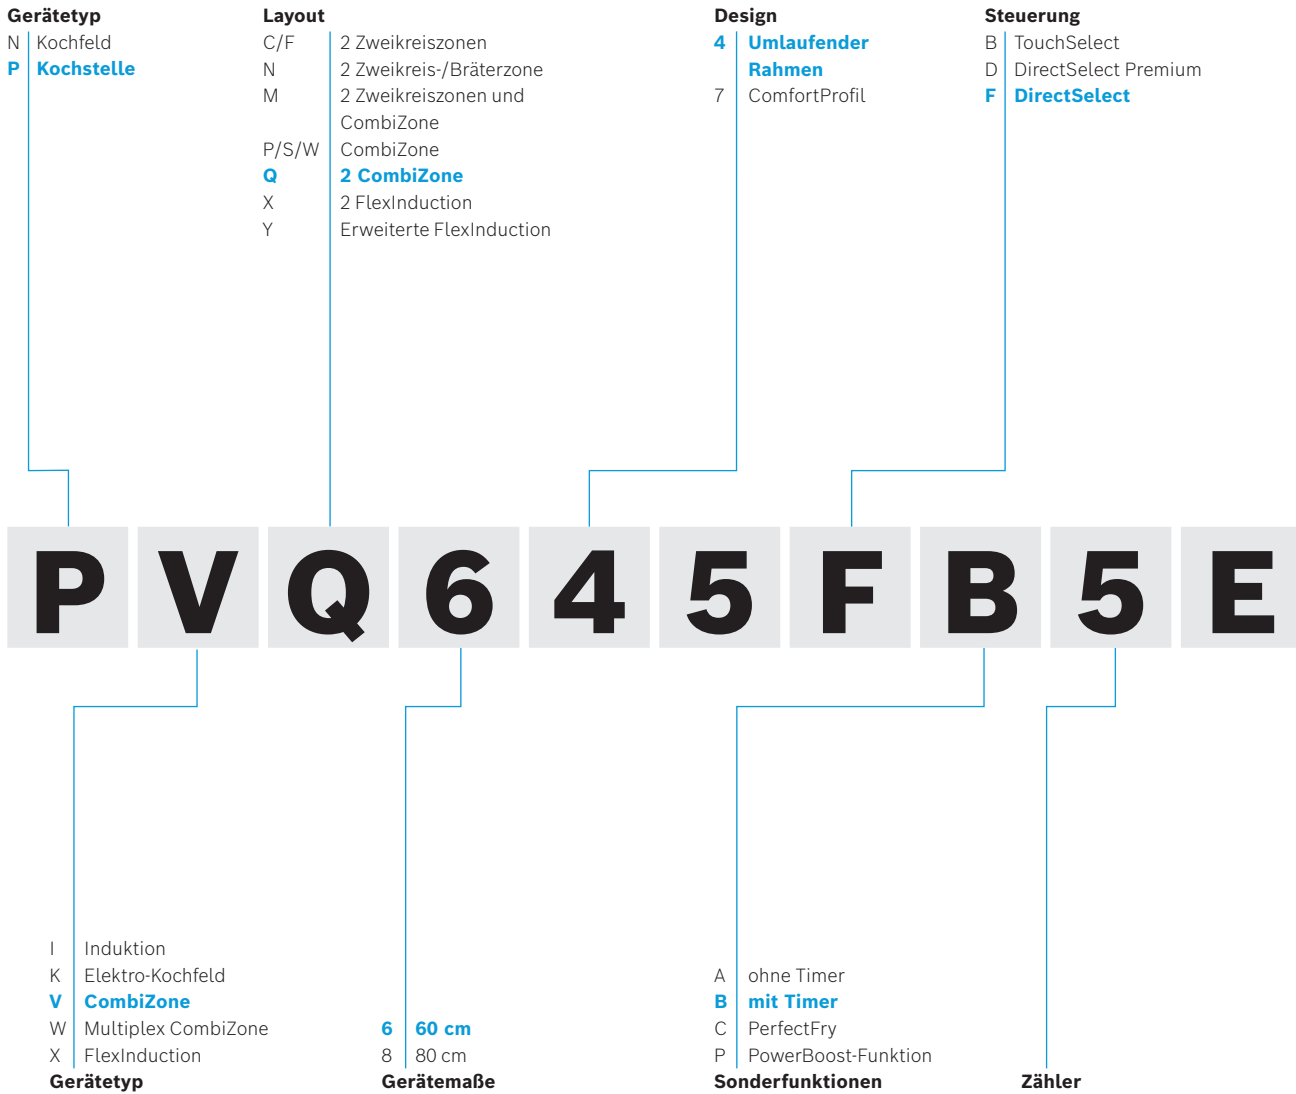 Gerätetyp
N Kochfeld
P Kochstelle
Layout
C/F 2 Zweikreiszonen
N 2 Zweikreis-/Bräterzone
M 2 Zweikreiszonen und
CombiZone
P/S/W CombiZone
Q 2 CombiZone
X 2 FlexInduction
Y Erweiterte FlexInduction
Design
4 Umlaufender
Rahmen
7 ComfortProfil
Steuerung
B TouchSelect
D DirectSelect Premium
F DirectSelect
P V Q 6 4 5 F B 5 E
I Induktion
K Elektro-Kochfeld
V CombiZone
W Multiplex CombiZone
X FlexInduction
Gerätetyp
6 60 cm
8 80 cm
Gerätemaße
A ohne Timer
B mit Timer
C PerfectFry
P PowerBoost-Funktion
Sonderfunktionen
Zähler